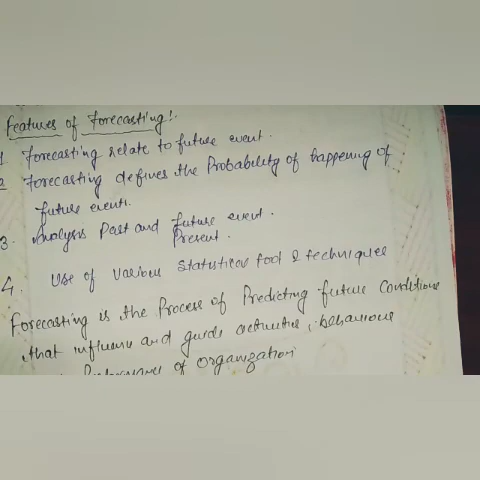 Features of Forecasting!.
1 Forecasting relate to future event.
2 Forecasting defines the Probability of happening of
future events.
3. Analysis Past and future event.
Present.
4. Use of various Statistical tool & techniques
Forecasting is the Process of Predicting future Conditions
that influence and guide activities, behaviour
of organization